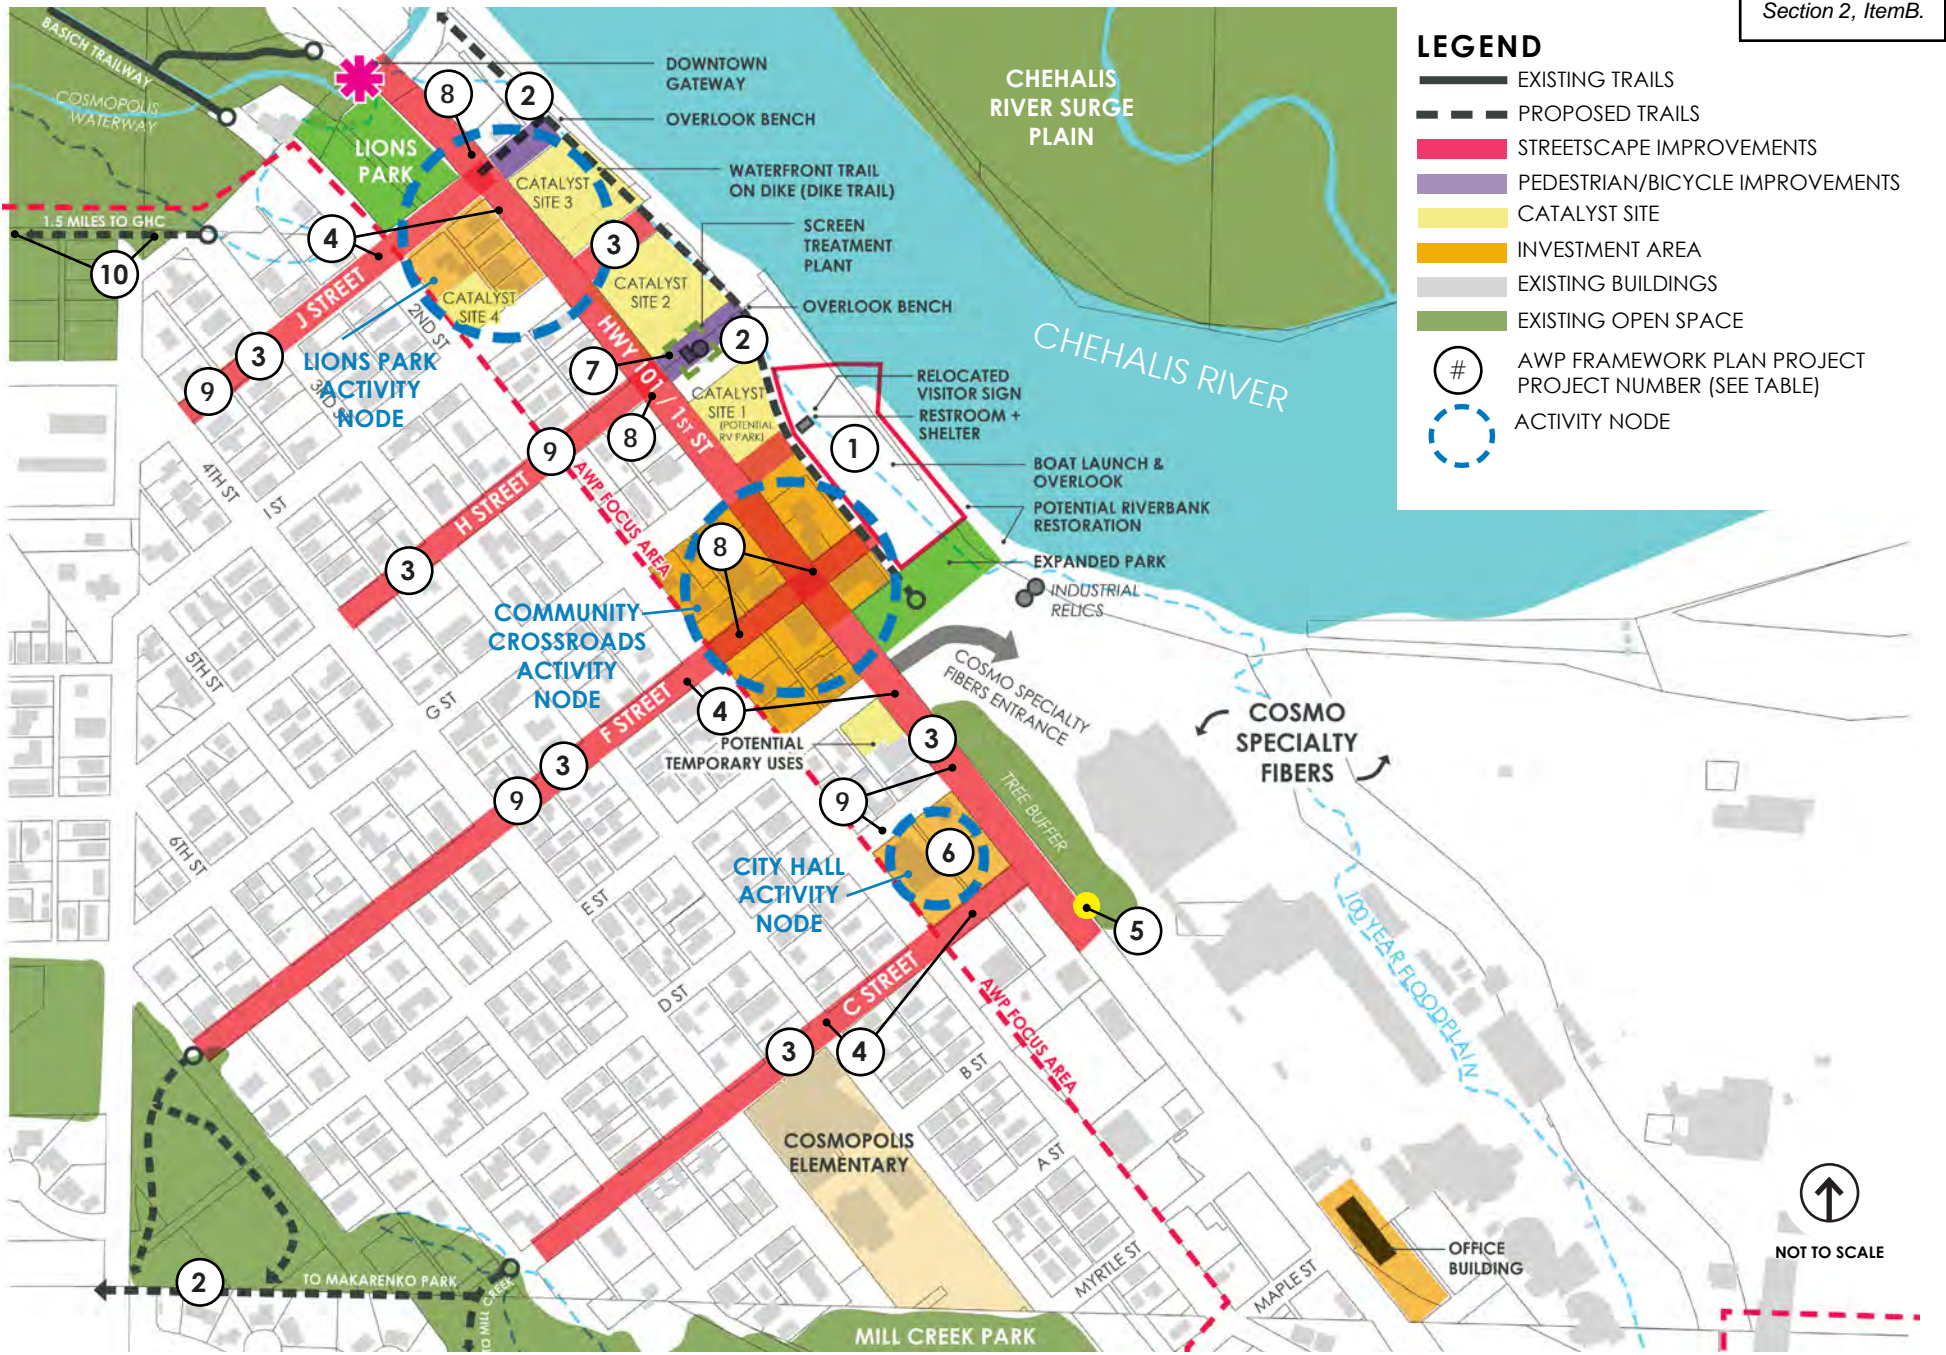 Section 2, ItemB.
LEGEND
EXISTING TRAILS
PROPOSED TRAILS
STREETSCAPE IMPROVEMENTS
PEDESTRIAN/BICYCLE IMPROVEMENTS
CATALYST SITE
INVESTMENT AREA
EXISTING BUILDINGS
EXISTING OPEN SPACE
#
AWP FRAMEWORK PLAN PROJECT
PROJECT NUMBER (SEE TABLE)
ACTIVITY NODE
BASICH TRAILWAY
COSMOPOLIS
WATERWAY
DOWNTOWN
GATEWAY
8
2
OVERLOOK BENCH
CHEHALIS
RIVER SURGE
PLAIN
LIONS
PARK
WATERFRONT TRAIL
ON DIKE (DIKE TRAIL)
CATALYST
SITE 3
SCREEN
TREATMENT
PLANT
1.5 MILES TO GHC
4
3
10
CATALYST
SITE 2
CATALYST
SITE 4
OVERLOOK BENCH
J STREET
2ND ST
HWY 101 / 1ST ST
2
CHEHALIS RIVER
3
7
LIONS PARK
ACTIVITY
NODE
9
3RD ST
CATALYST
SITE 1
(POTENTIAL
RV PARK)
RELOCATED
VISITOR SIGN
RESTROOM +
SHELTER
8
9
1
4TH ST
I ST
H STREET
AWP FOCUS AREA
BOAT LAUNCH &
OVERLOOK
POTENTIAL RIVERBANK
RESTORATION
3
8
EXPANDED PARK
INDUSTRIAL
RELICS
COMMUNITY
CROSSROADS
ACTIVITY
NODE
5TH ST
G ST
F STREET
4
COSMO SPECIALTY
FIBERS ENTRANCE
COSMO
SPECIALTY
FIBERS
POTENTIAL
TEMPORARY USES
3
3
9
9
TREE BUFFER
6TH ST
6
CITY HALL
ACTIVITY
NODE
E ST
5
100 YEAR FLOODPLAIN
D ST
C STREET
AWP FOCUS AREA
3
4
B ST
COSMOPOLIS
ELEMENTARY
A ST
MYRTLE ST
MAPLE ST
OFFICE
BUILDING
NOT TO SCALE
2
TO MAKARENKO PARK
TO MILL CREEK
MILL CREEK PARK